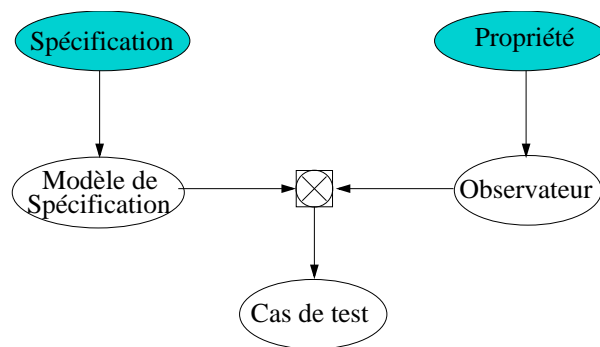 Spécification
Propriété
Modèle de
Spécification
Observateur
Cas de test